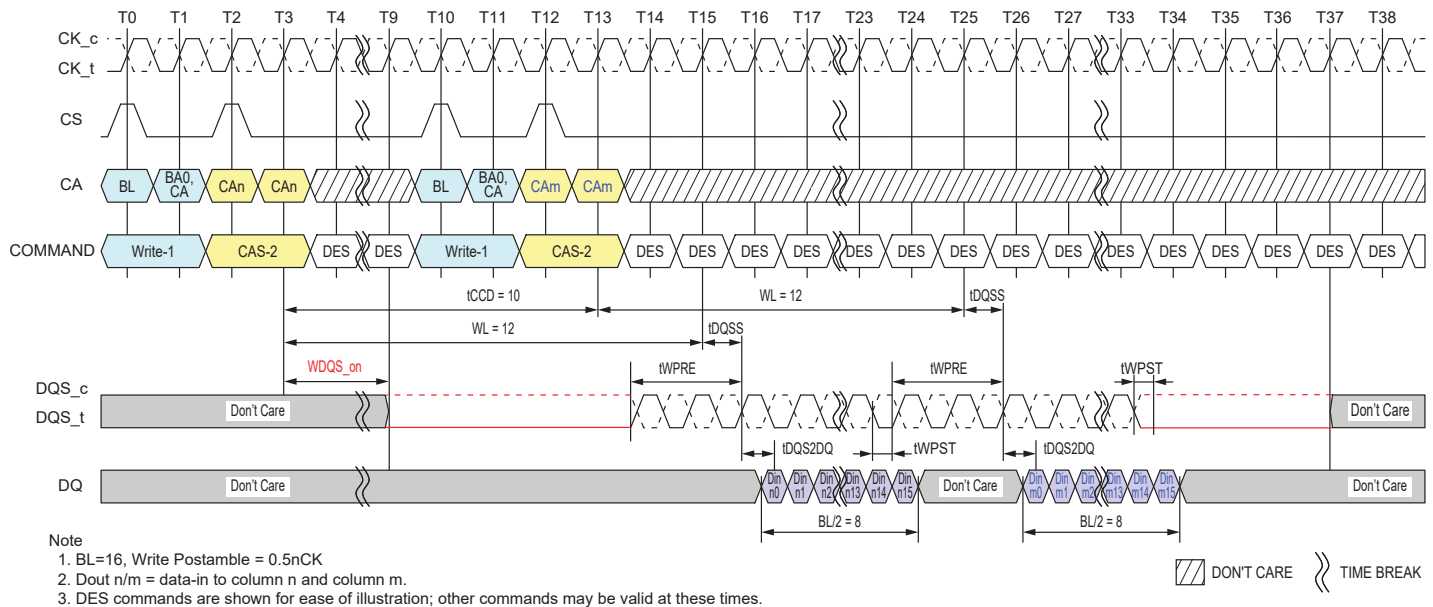 T0 T1 T2 T3 T4 T9 T10 T11 T12 T13 T14 T15 T16 T17 T23 T24 T25 T26 T27 T33 T34 T35 T36 T37 T38
CK_c
CK_t
CS
CA BL BA0, CA CAn CAn BL BA0, CA CAm CAm
COMMAND Write-1 CAS-2 DES DES Write-1 CAS-2 DES DES DES DES DES DES DES DES DES DES DES DES DES DES DES
tCCD = 10 WL = 12 tDQSS
WL = 12 tDQSS
WDQS_on tWPRE tWPRE tWPST
DQS_c
DQS_t Don't Care Don't Care
tDQS2DQ tWPST tDQS2DQ
DQ Don't Care Din n0 Din n1 Din n2 Din n13 Din n14 Din n15 Don't Care Din m0 Din m1 Din m2 Din m13 Din m14 Din m15 Don't Care
BL/2 = 8 BL/2 = 8
Note
1. BL=16, Write Postamble = 0.5nCK
2. Dout n/m = data-in to column n and column m.
3. DES commands are shown for ease of illustration; other commands may be valid at these times.
DON'T CARE TIME BREAK